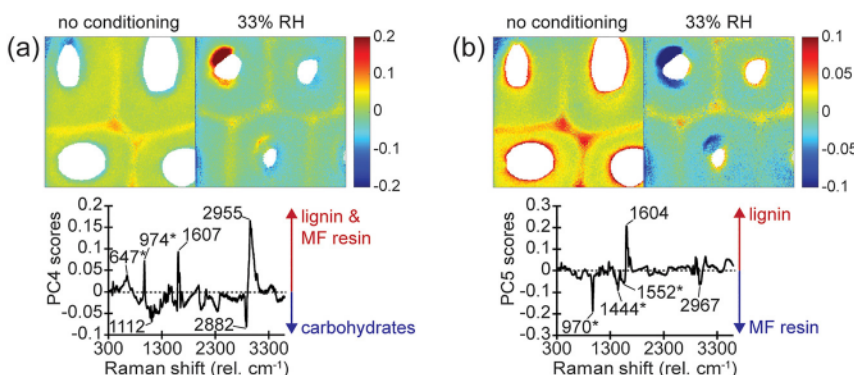 (a)
no conditioning
33% RH
0.2
0.1
0
-0.1
-0.2
PC4 scores
0.2
0.15
0.1
0.05
0
-0.05
-0.1
647*
974*
1607
2955
1112
2882
300
1300
2300
3300
Raman shift (rel. cm⁻¹)
lignin &
MF resin
carbohydrates
(b)
no conditioning
33% RH
0.1
0.05
0
-0.05
-0.1
PC5 scores
0.3
0.2
0.1
0
-0.1
-0.2
-0.3
1604
1552*
1444*
970*
2967
300
1300
2300
3300
Raman shift (rel. cm⁻¹)
lignin
MF resin